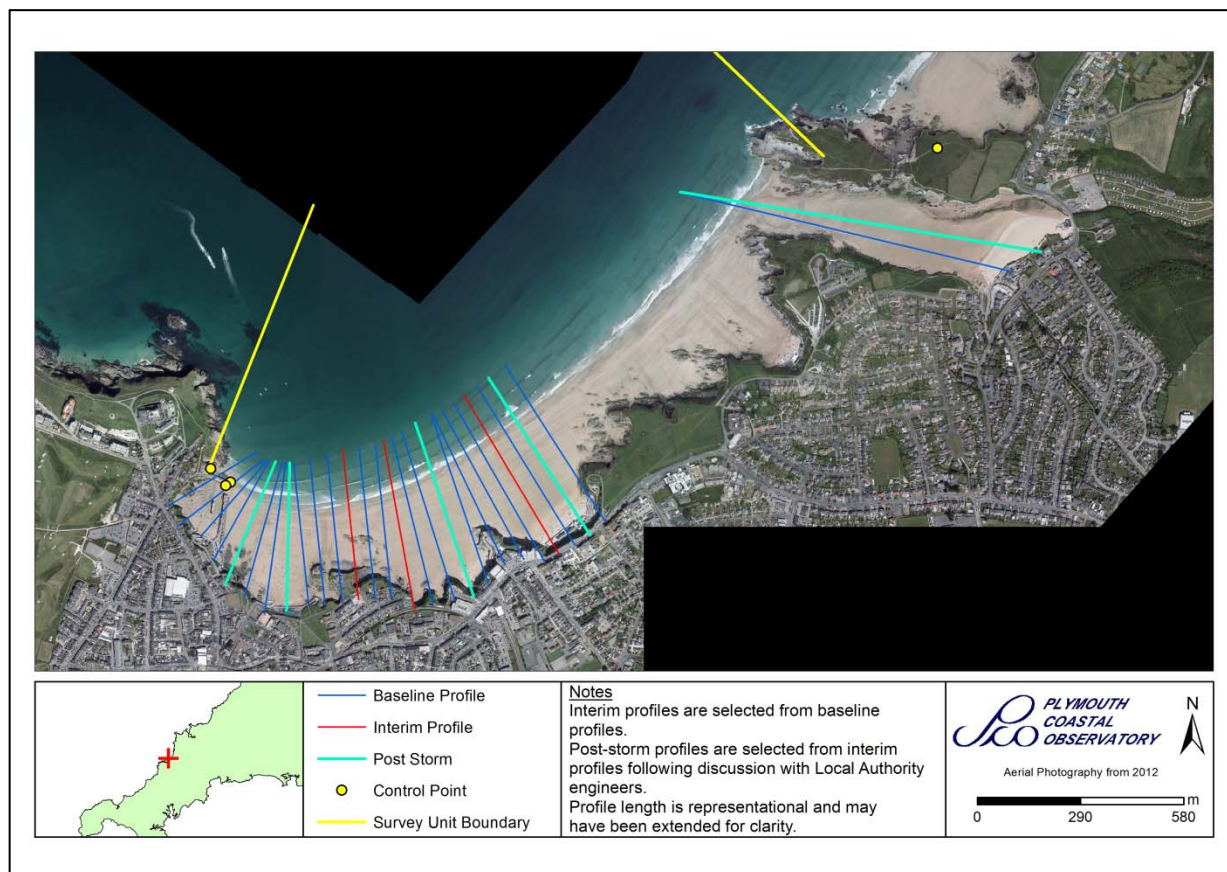 Baseline Profile
Interim Profile
Post Storm
Control Point
Survey Unit Boundary
Notes
Interim profiles are selected from baseline
profiles.
Post-storm profiles are selected from interim
profiles following discussion with Local Authority
engineers.
Profile length is representational and may
have been extended for clarity.
PLYMOUTH
COASTAL
OBSERVATORY
N
Aerial Photography from 2012
m
0 290 580